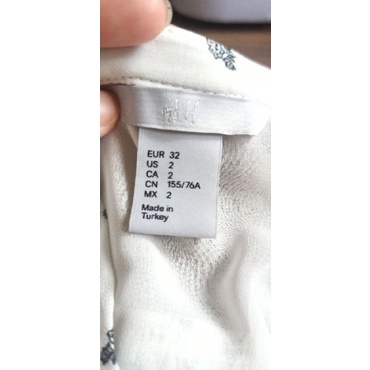 H&M
EUR 32
US 2
CA 2
CN 155/76A
MX 2
Made in
Turkey